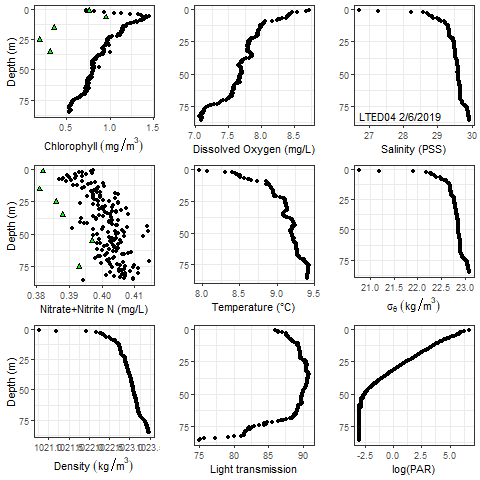 Depth (m)
0
25
50
75
0.5 1.0 1.5
Chlorophyll (mg/m³)
0
25
50
75
7.0 7.5 8.0 8.5
Dissolved Oxygen (mg/L)
0
25
50
75
LTED04 2/6/2019
27 28 29 30
Salinity (PSS)
Depth (m)
0
25
50
75
0.38 0.39 0.40 0.41
Nitrate+Nitrite N (mg/L)
0
25
50
75
8.0 8.5 9.0 9.5
Temperature (°C)
0
25
50
75
21.0 21.5 22.0 22.5 23.0
(kg/m³)
Depth (m)
0
25
50
75
Density (kg/m³)
0
25
50
75
75 80 85 90
Light transmission
0
25
50
75
-2.5 0.0 2.5 5.0
log(PAR)